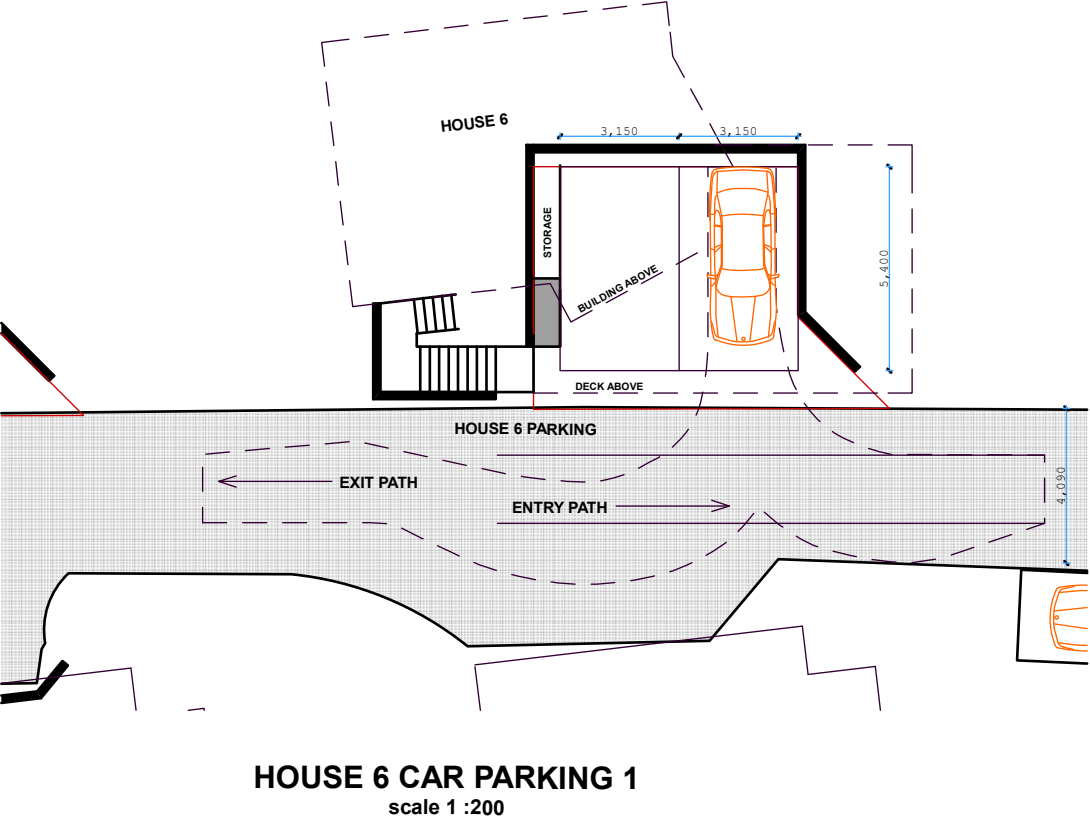 HOUSE 6
3,150
3,150
STORAGE
BUILDING ABOVE
5,400
DECK ABOVE
HOUSE 6 PARKING
EXIT PATH
ENTRY PATH
4,090
HOUSE 6 CAR PARKING 1
scale 1 :200